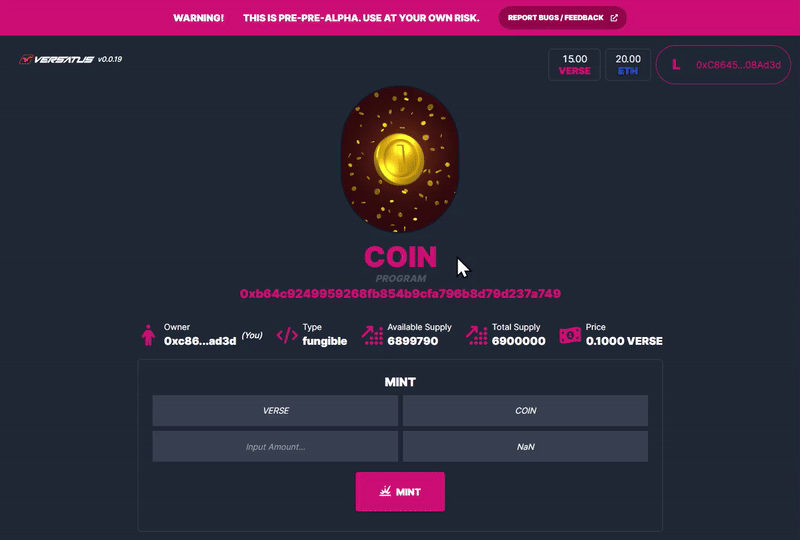 WARNING! THIS IS PRE-PRE-ALPHA. USE AT YOUR OWN RISK. REPORT BUGS / FEEDBACK
VERSATUS v0.0.19
15.00 VERSE
20.00 ETH
L 0xC8645...08Ad3d
COIN
PROGRAM
0xb64c9249959268fb854b9cfa796b8d79d237a749
Owner
0xc86...ad3d (You)
Type
fungible
Available Supply
6899790
Total Supply
6900000
Price
0.1000 VERSE
MINT
VERSE COIN
Input Amount... NaN
MINT